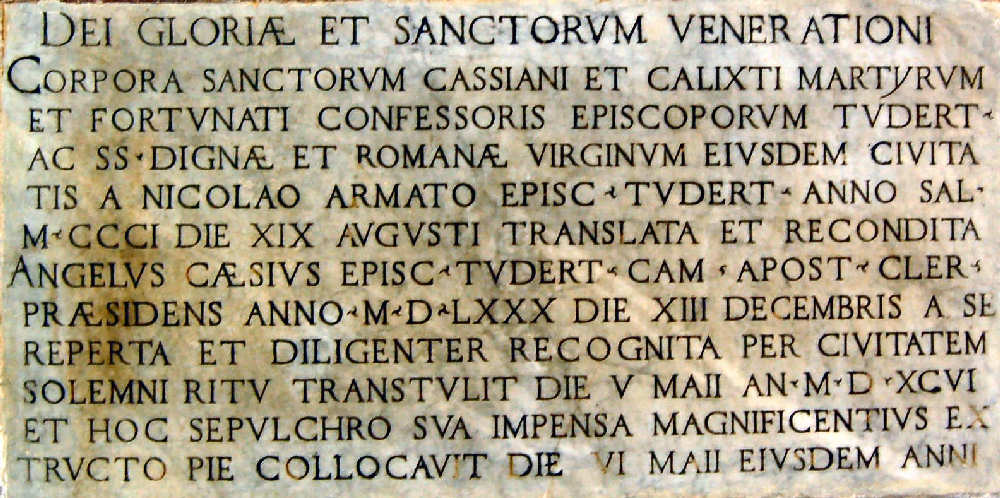 DEI GLORIÆ ET SANCTORVM VENERATIONI
CORPORA SANCTORVM CASSIANI ET CALIXTI MARTYRVM
ET FORTVNATI CONFESSORIS EPISCOPORVM TVDERT·
AC SS·DIGNÆ ET ROMANÆ VIRGINVM EIVSDEM CIVITA
TIS A NICOLAO ARMATO EPISC·TVDERT·ANNO SAL·
M·CCCI DIE XIX AVGVSTI TRANSLATA ET RECONDITA
ANGELVS CÆSIVS EPISC·TVDERT·CAM·APOST·CLER·
PRÆSIDENS ANNO·M·D·LXXX DIE XIII DECEMBRIS A SE
REPERTA ET DILIGENTER RECOGNITA PER CIVITATEM
SOLEMNI RITV TRANSTVLIT DIE V MAII AN·M·D·XCVI
ET HOC SEPVLCHRO SVA IMPENSA MAGNIFICENTIVS EX
TRVCTO PIE COLLOCAVIT DIE VI MAII EIVSDEM ANNI